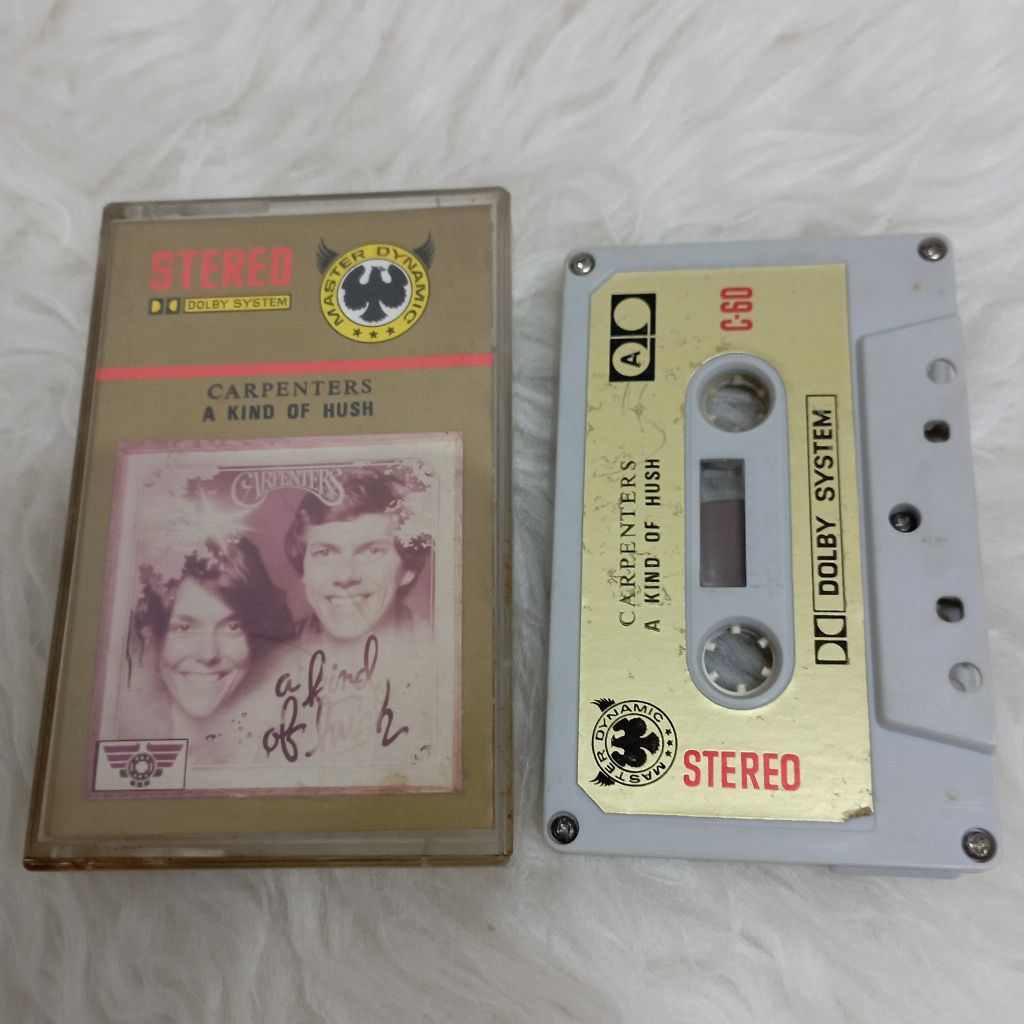 STEREO
DOLBY SYSTEM
MASTER DYNAMIC
CARPENTERS
A KIND OF HUSH
CARPENTERS
a kind
of hush
A
C-60
CARPENTERS
A KIND OF HUSH
DOLBY SYSTEM
MASTER DYNAMIC
STEREO